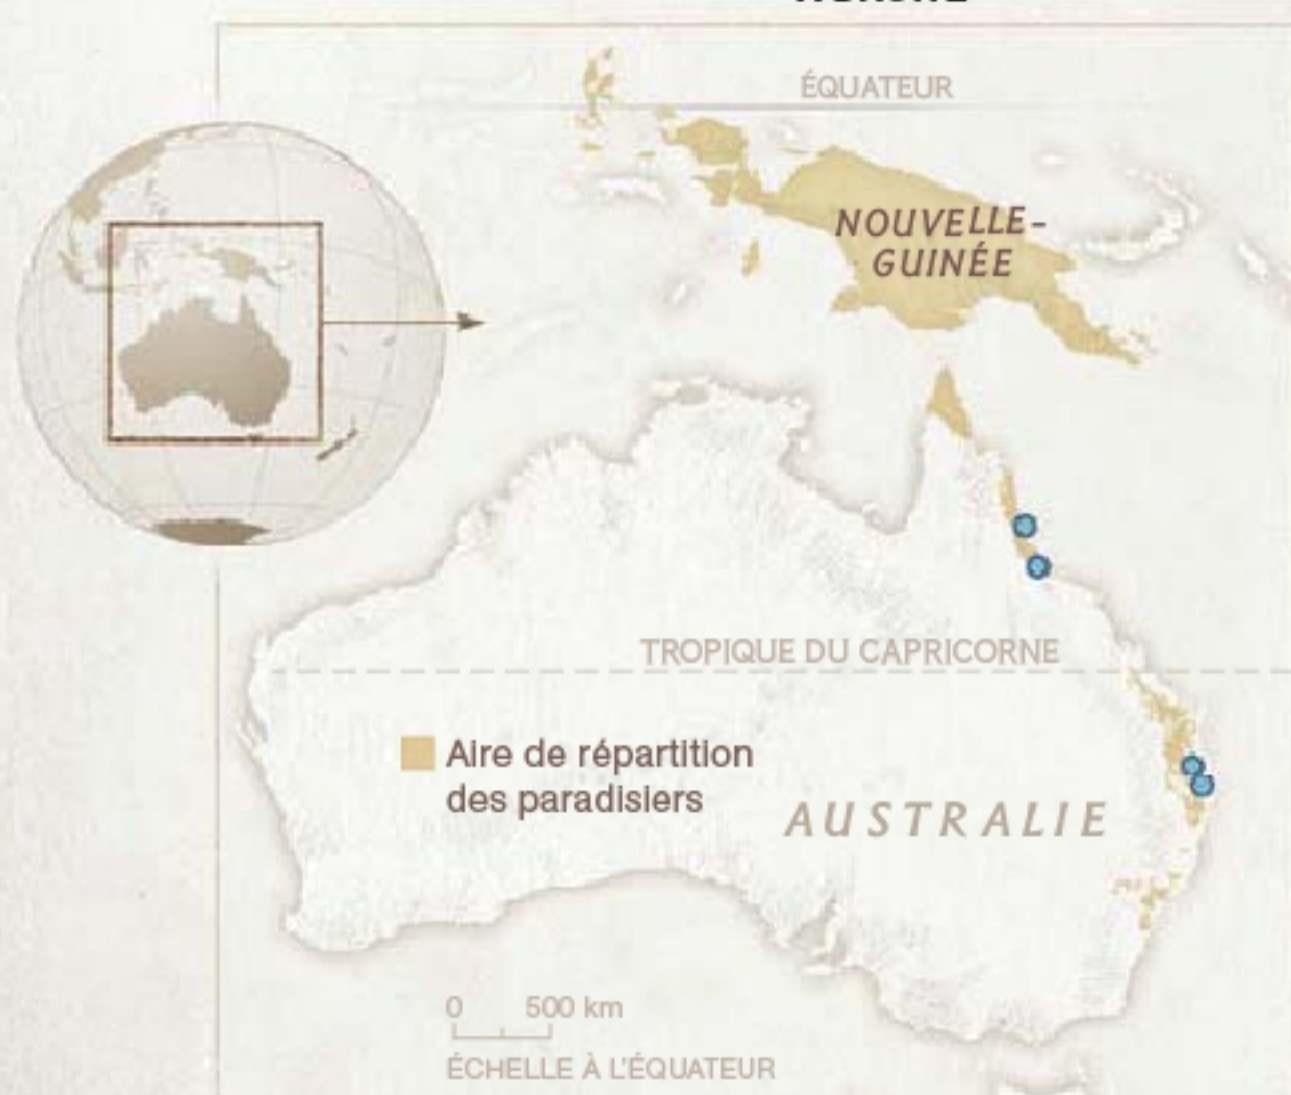 ÉQUATEUR
NOUVELLE-
GUINÉE
TROPIQUE DU CAPRICORNE
Aire de répartition
des paradisiers
AUSTRALIE
0 500 km
ÉCHELLE À L'ÉQUATEUR